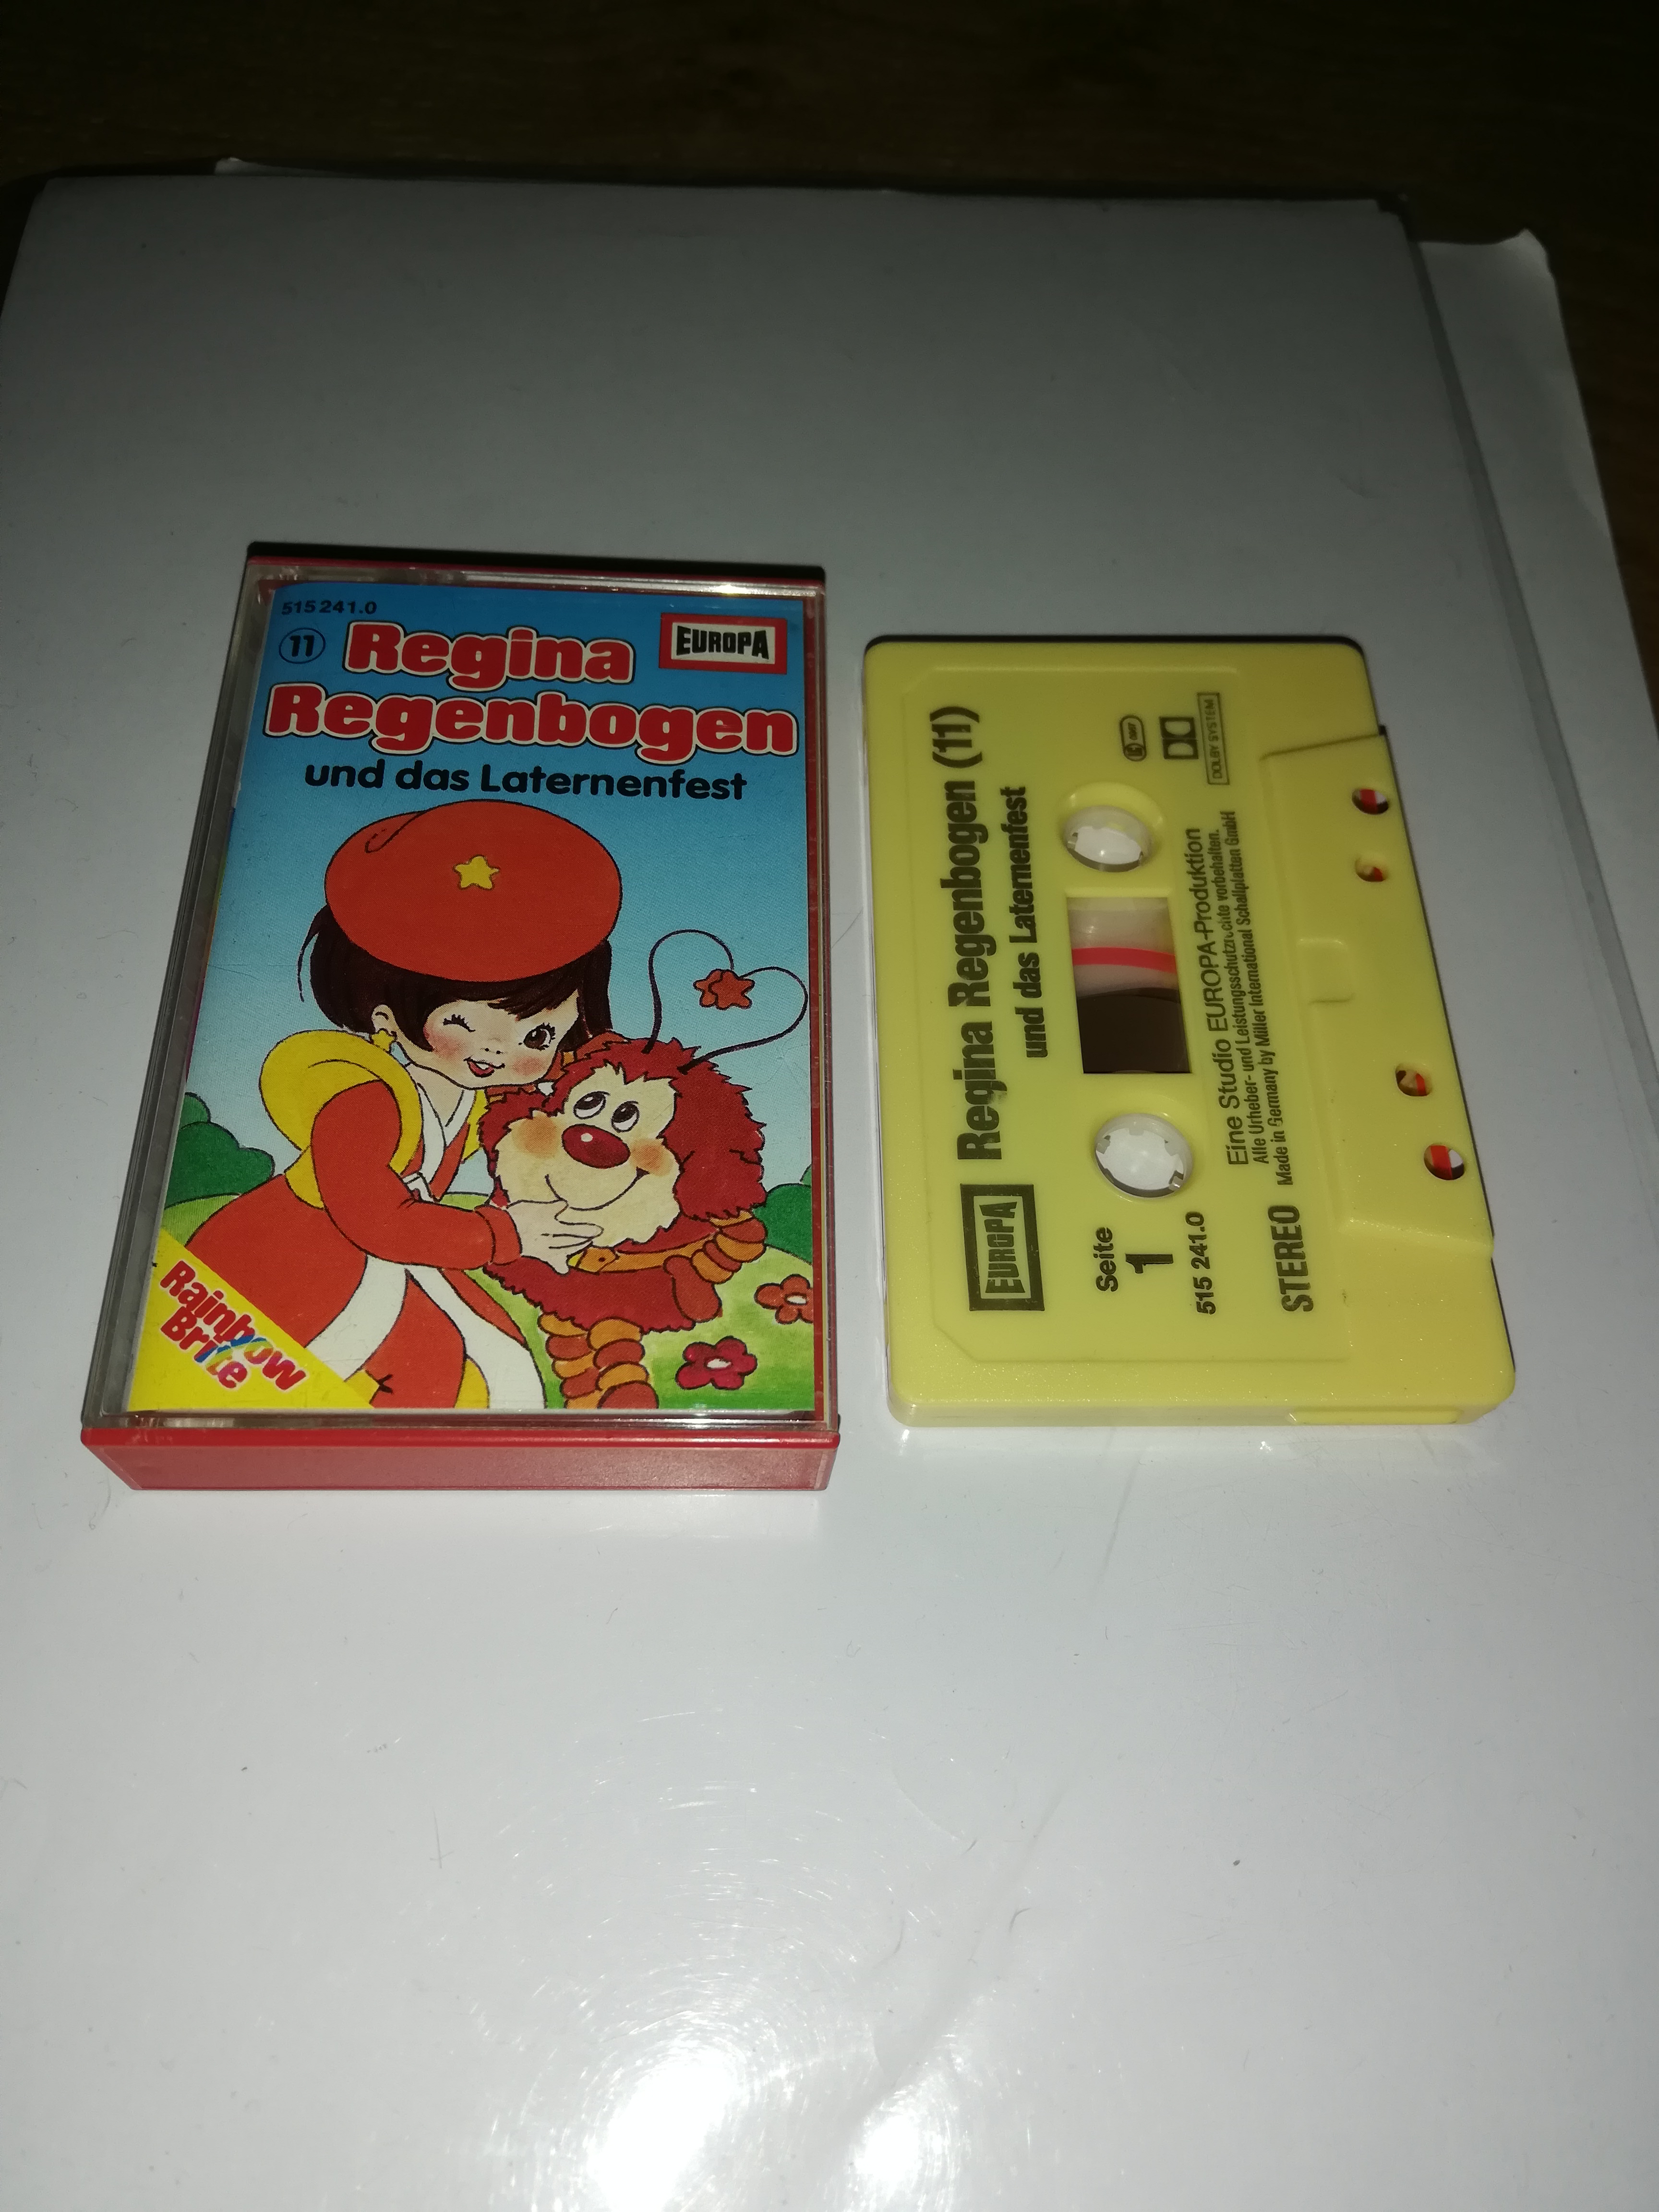 515 241.0
11
Regina
EUROPA
Regenbogen
und das Laternenfest
Rainbow
Brite
EUROPA
Regina Regenbogen (11)
und das Laternenfest
Seite
1
515 241.0
STEREO
Eine Studio EUROPA-Produktion
Alle Urheber- und Leistungsschutzrechte vorbehalten.
Made in Germany by Miller International Schallplatten GmbH
DOLBY SYSTEM